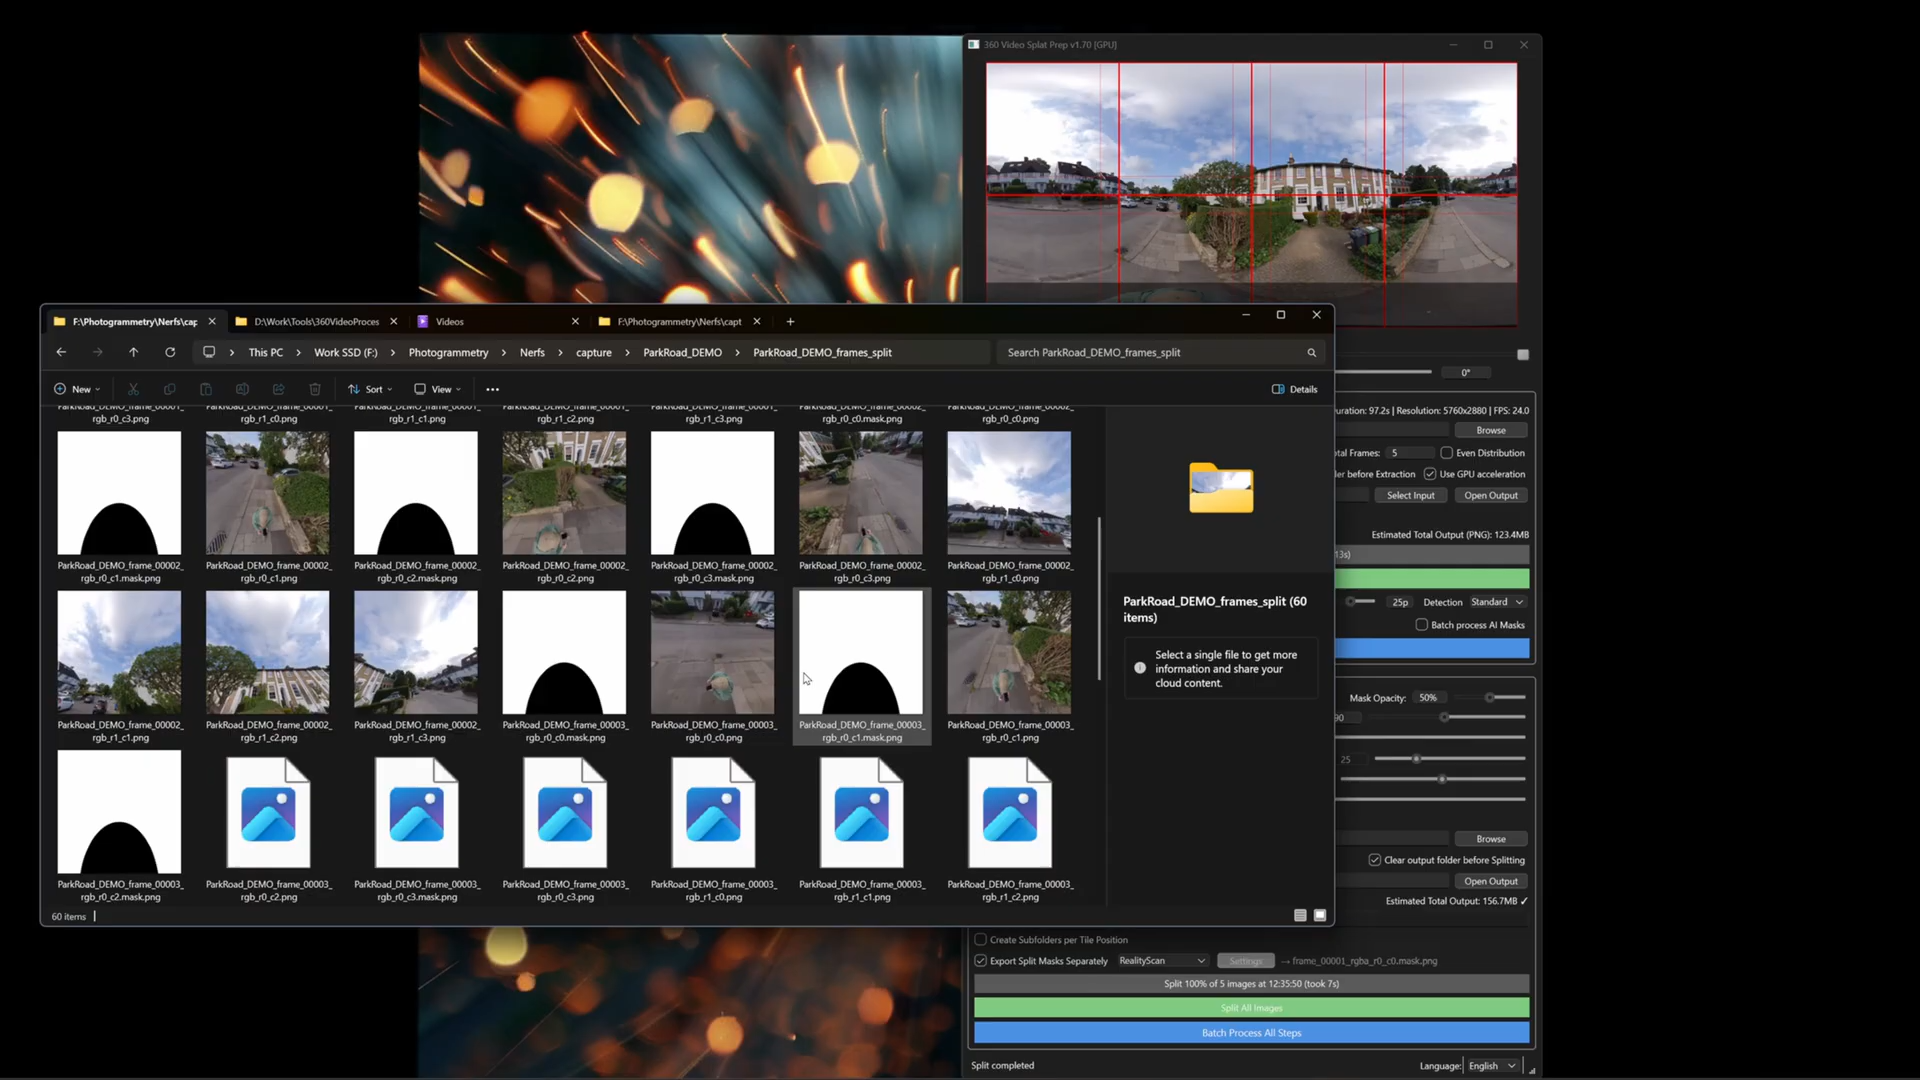 360 Video Splat Prep v1.70 [GPU]
F:\Photogrammetry\Nerfs\cap
D:\Work\Tools\360VideoProces
Videos
F:\Photogrammetry\Nerfs\capt
This PC
Work SSD (F:)
Photogrammetry
Nerfs
capture
ParkRoad_DEMO
ParkRoad_DEMO_frames_split
Search ParkRoad_DEMO_frames_split
New
Sort
View
Details
rgb_r0_c3.png
rgb_r1_c1.png
rgb_r1_c2.png
rgb_r1_c3.png
rgb_r0_c0.mask.png
rgb_r0_c0.png
ParkRoad_DEMO_frame_00002_
rgb_r0_c1.mask.png
ParkRoad_DEMO_frame_00002_
rgb_r0_c1.png
ParkRoad_DEMO_frame_00002_
rgb_r0_c2.mask.png
ParkRoad_DEMO_frame_00002_
rgb_r0_c2.png
ParkRoad_DEMO_frame_00002_
rgb_r0_c3.mask.png
ParkRoad_DEMO_frame_00002_
rgb_r0_c3.png
ParkRoad_DEMO_frame_00002_
rgb_r1_c0.png
ParkRoad_DEMO_frame_00002_
rgb_r1_c1.png
ParkRoad_DEMO_frame_00002_
rgb_r1_c2.png
ParkRoad_DEMO_frame_00002_
rgb_r1_c3.png
ParkRoad_DEMO_frame_00003_
rgb_r0_c0.mask.png
ParkRoad_DEMO_frame_00003_
rgb_r0_c0.png
ParkRoad_DEMO_frame_00003_
rgb_r0_c1.mask.png
ParkRoad_DEMO_frame_00003_
rgb_r0_c1.png
ParkRoad_DEMO_frame_00003_
rgb_r0_c2.mask.png
ParkRoad_DEMO_frame_00003_
rgb_r0_c2.png
ParkRoad_DEMO_frame_00003_
rgb_r0_c3.mask.png
ParkRoad_DEMO_frame_00003_
rgb_r0_c3.png
ParkRoad_DEMO_frame_00003_
rgb_r1_c0.png
ParkRoad_DEMO_frame_00003_
rgb_r1_c1.png
ParkRoad_DEMO_frame_00003_
rgb_r1_c2.png
ParkRoad_DEMO_frames_split (60
items)
Select a single file to get more
information and share your
cloud content.
60 items
0°
Resolution: 5760x2880 | FPS: 24.0
97.2s |
Browse
Frames: 5
Even Distribution
before Extraction
Use GPU acceleration
Select Input
Open Output
Estimated Total Output (PNG): 123.4MB
13s)
25p
Detection
Standard
Batch process AI Masks
Mask Opacity: 50%
90
25
Browse
Clear output folder before Splitting
Open Output
Estimated Total Output: 156.7MB ✓
Create Subfolders per Tile Position
Export Split Masks Separately
RealityScan
Settings
→ frame_00001_rgba_r0_c0.mask.png
Split 100% of 5 images at 12:35:50 (took 7s)
Split All Images
Batch Process All Steps
Split completed
Language:
English